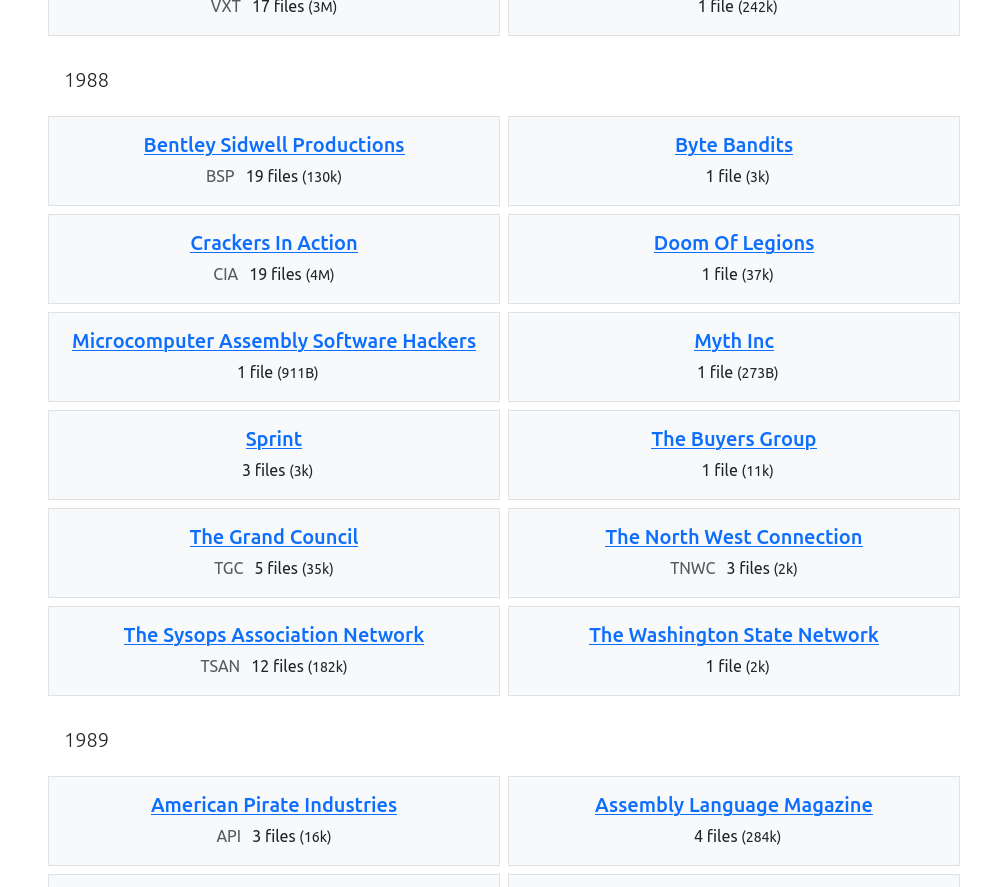 VXT 17 files (3M)
1 file (242k)
1988
Bentley Sidwell Productions
BSP 19 files (130k)
Byte Bandits
1 file (3k)
Crackers In Action
CIA 19 files (4M)
Doom Of Legions
1 file (37k)
Microcomputer Assembly Software Hackers
1 file (911B)
Myth Inc
1 file (273B)
Sprint
3 files (3k)
The Buyers Group
1 file (11k)
The Grand Council
TGC 5 files (35k)
The North West Connection
TNWC 3 files (2k)
The Sysops Association Network
TSAN 12 files (182k)
The Washington State Network
1 file (2k)
1989
American Pirate Industries
API 3 files (16k)
Assembly Language Magazine
4 files (284k)